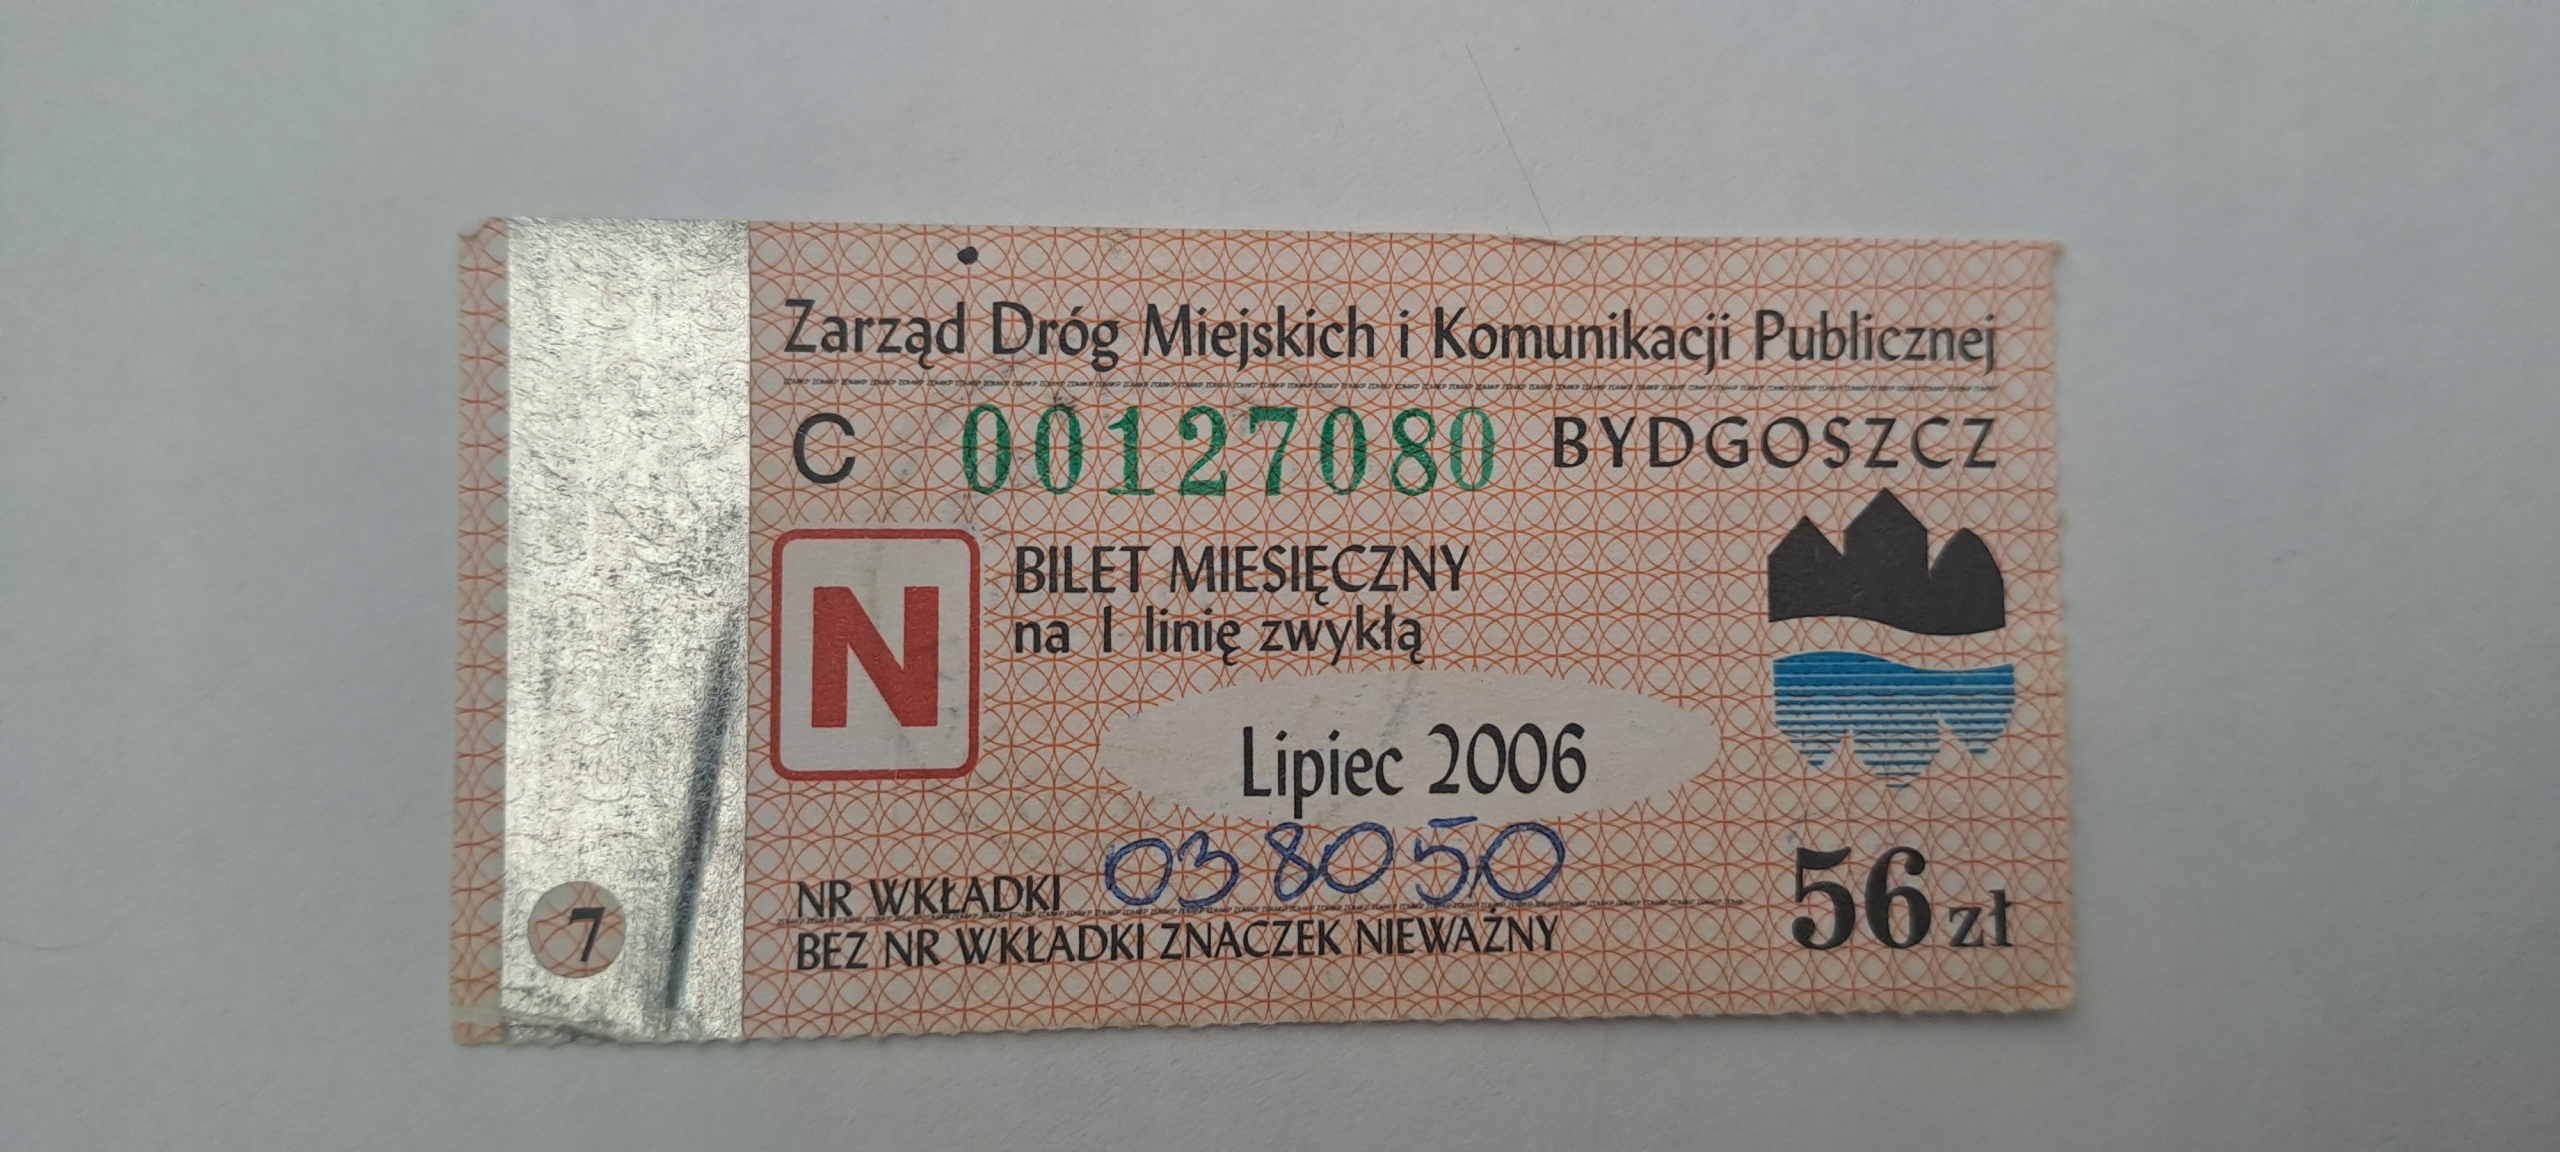 Zarząd Dróg Miejskich i Komunikacji Publicznej
C 00127080 BYDGOSZCZ
N
BILET MIESIĘCZNY
na 1 linię zwykłą
Lipiec 2006
NR WKŁADKI 038050
BEZ NR WKŁADKI ZNACZEK NIEWAŻNY
56 zł
7